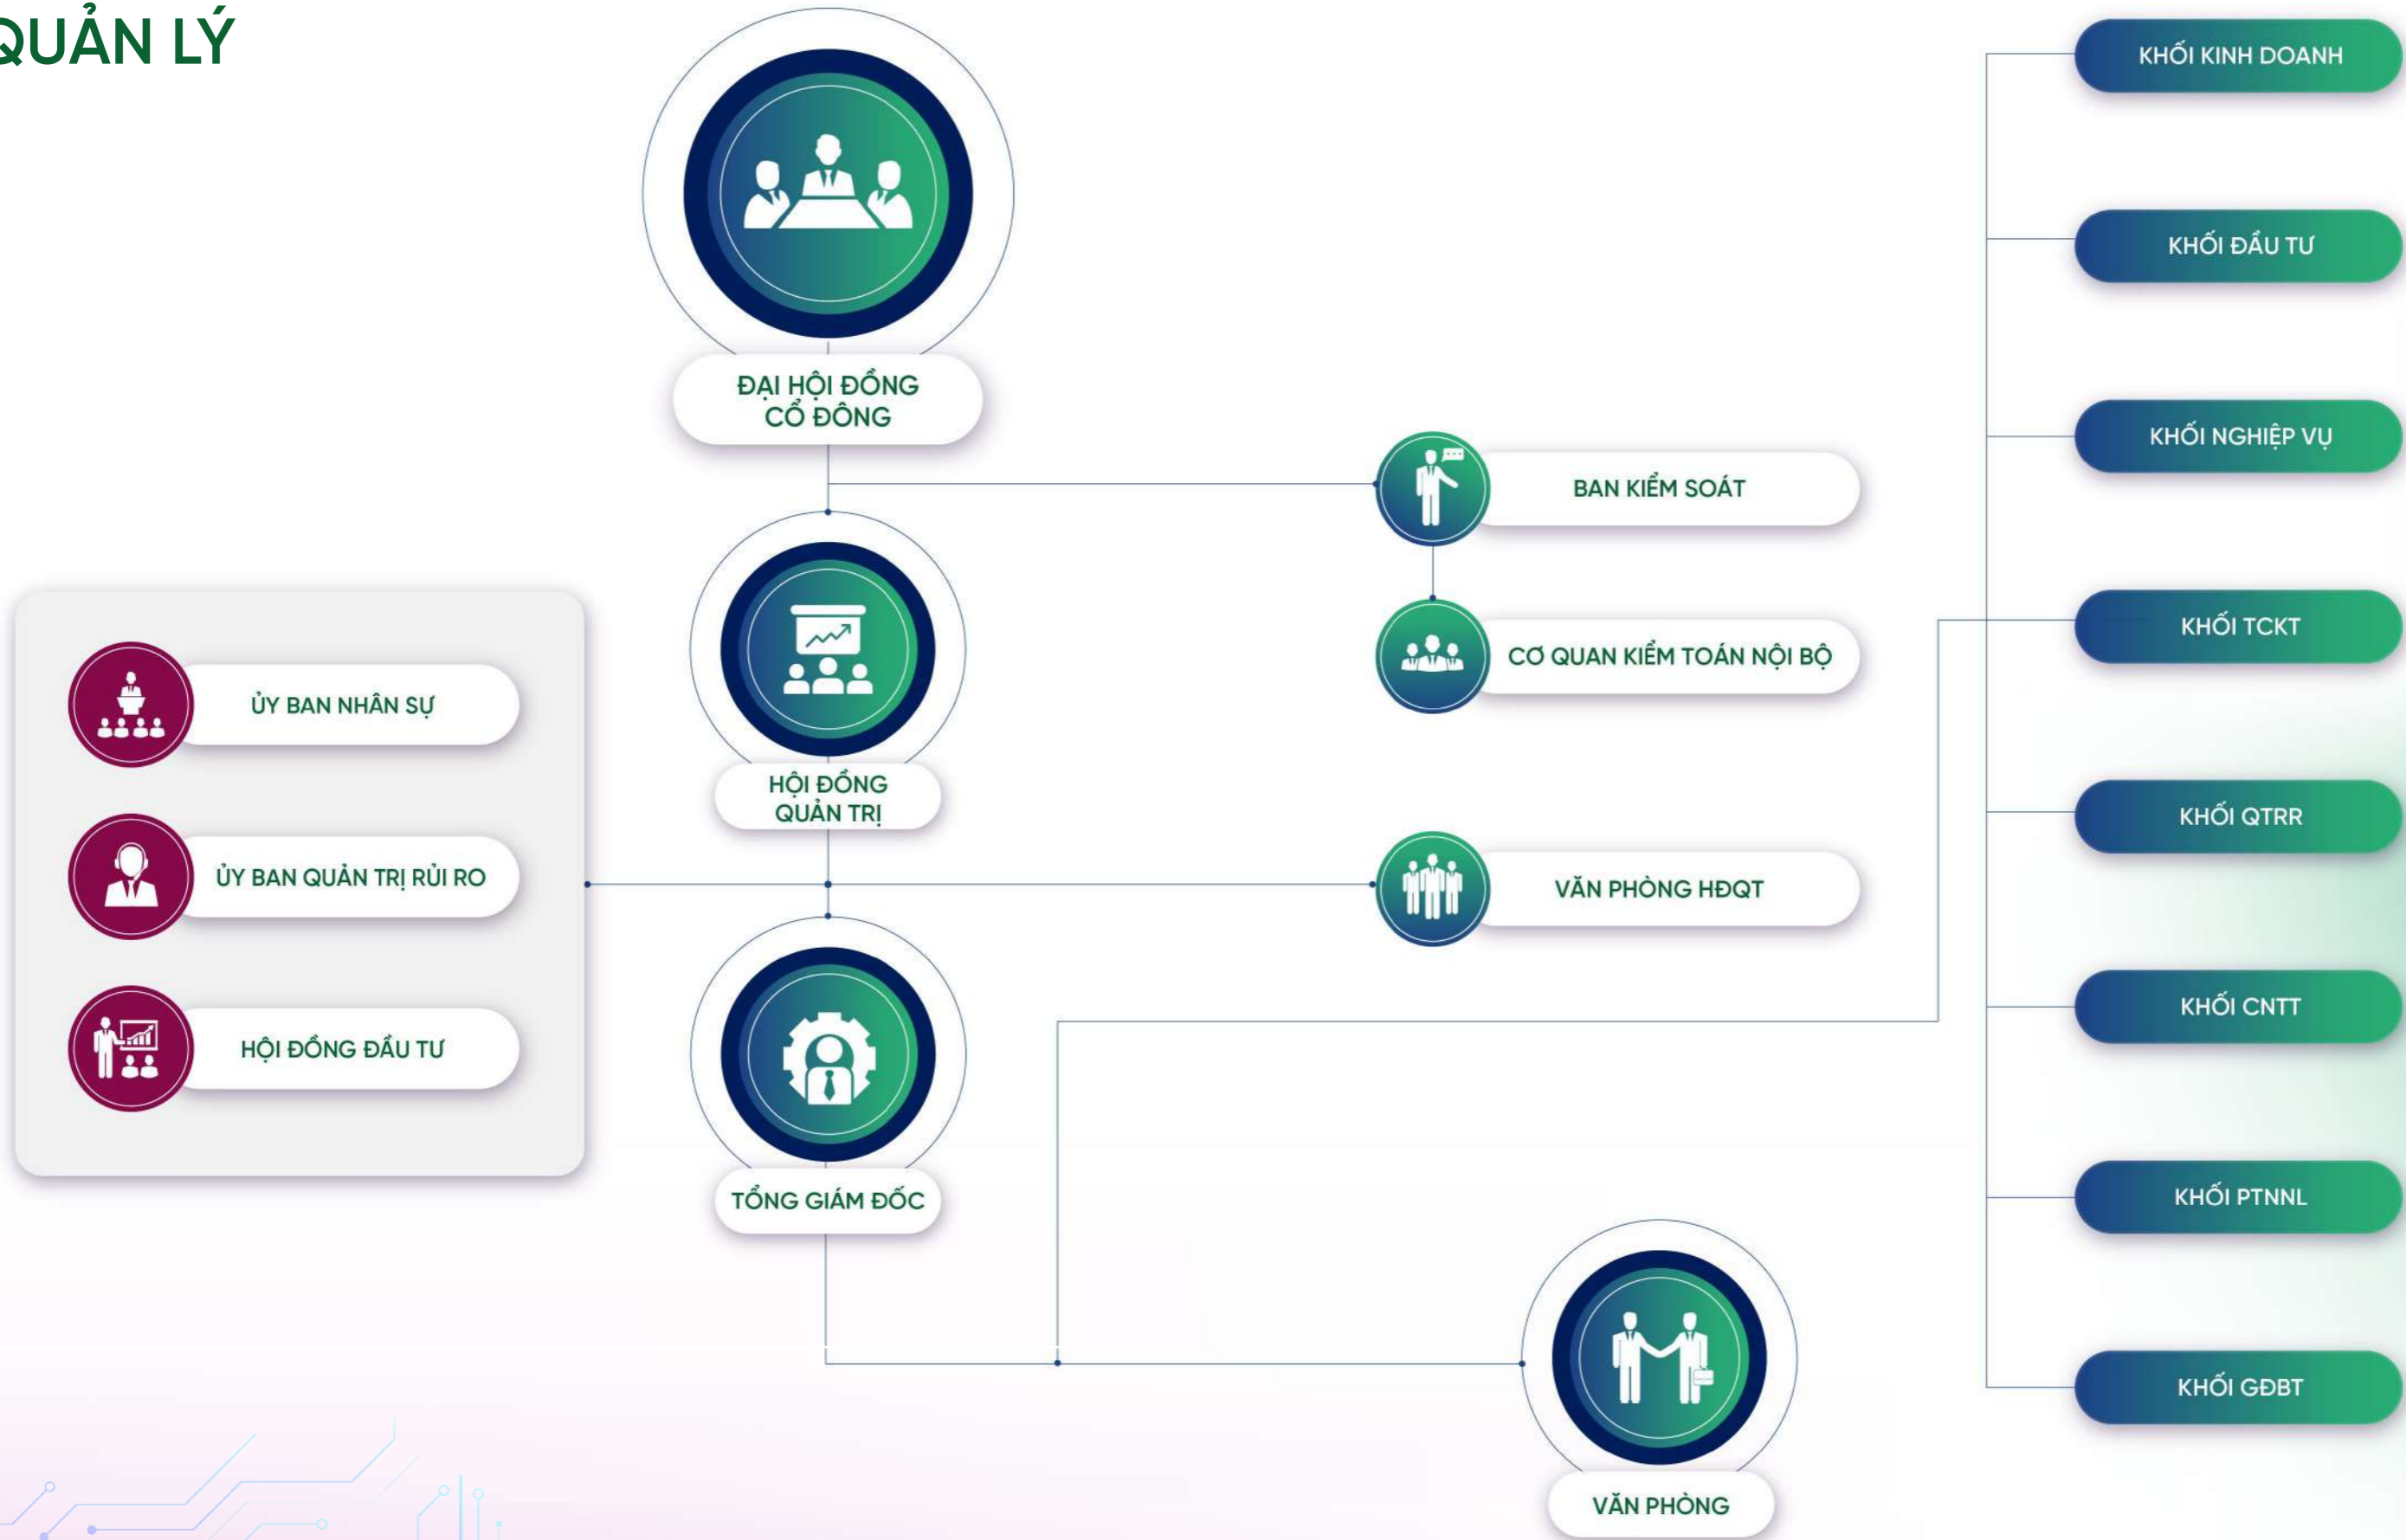 QUẢN LÝ
ĐẠI HỘI ĐỒNG
CỔ ĐÔNG
BAN KIỂM SOÁT
CƠ QUAN KIỂM TOÁN NỘI BỘ
HỘI ĐỒNG
QUẢN TRỊ
ỦY BAN NHÂN SỰ
ỦY BAN QUẢN TRỊ RỦI RO
HỘI ĐỒNG ĐẦU TƯ
VĂN PHÒNG HĐQT
TỔNG GIÁM ĐỐC
VĂN PHÒNG
KHỐI KINH DOANH
KHỐI ĐẦU TƯ
KHỐI NGHIỆP VỤ
KHỐI TCKT
KHỐI QTRR
KHỐI CNTT
KHỐI PTNNL
KHỐI GĐBT